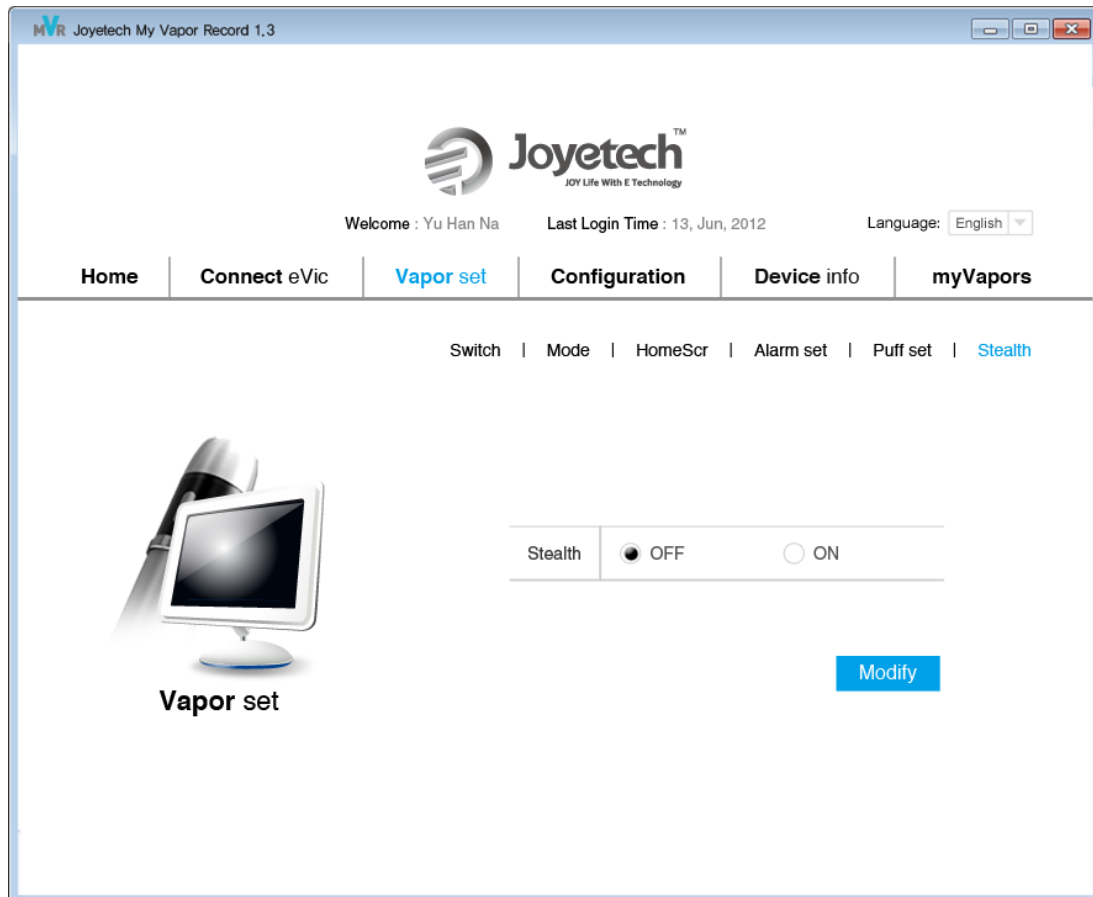 MVR Joyetech My Vapor Record 1.3
Joyetech™
JOY Life With E Technology
Welcome : Yu Han Na Last Login Time : 13, Jun, 2012 Language: English
Home Connect eVic Vapor set Configuration Device info myVapors
Switch | Mode | HomeScr | Alarm set | Puff set | Stealth
Stealth OFF ON
Modify
Vapor set